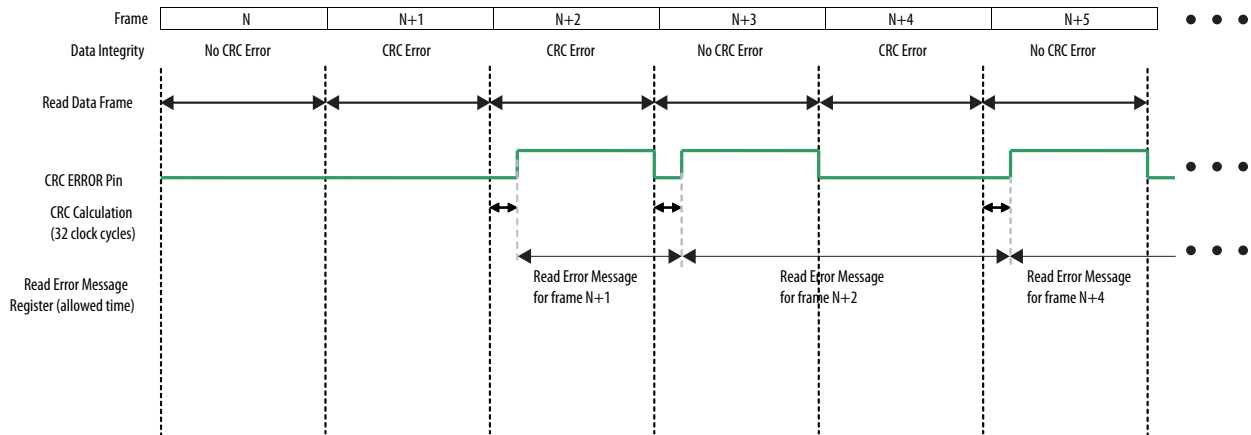 Frame N N+1 N+2 N+3 N+4 N+5
Data Integrity No CRC Error CRC Error CRC Error No CRC Error CRC Error No CRC Error
Read Data Frame
CRC ERROR Pin
CRC Calculation
(32 clock cycles)
Read Error Message
Register (allowed time)
Read Error Message
for frame N+1
Read Error Message
for frame N+2
Read Error Message
for frame N+4